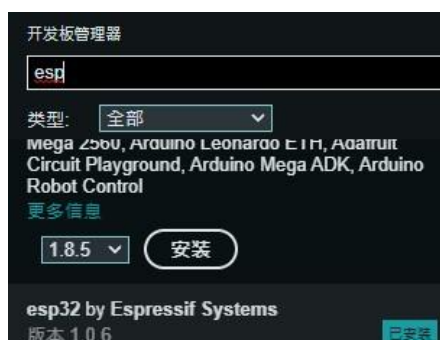 开发板管理器
esp
类型:
全部
Mega 2560, Arduino Leonardo ETH, Adafruit
Circuit Playground, Arduino Mega ADK, Arduino
Robot Control
更多信息
1.8.5
安装
esp32 by Espressif Systems
版本 1.0.6
已安装